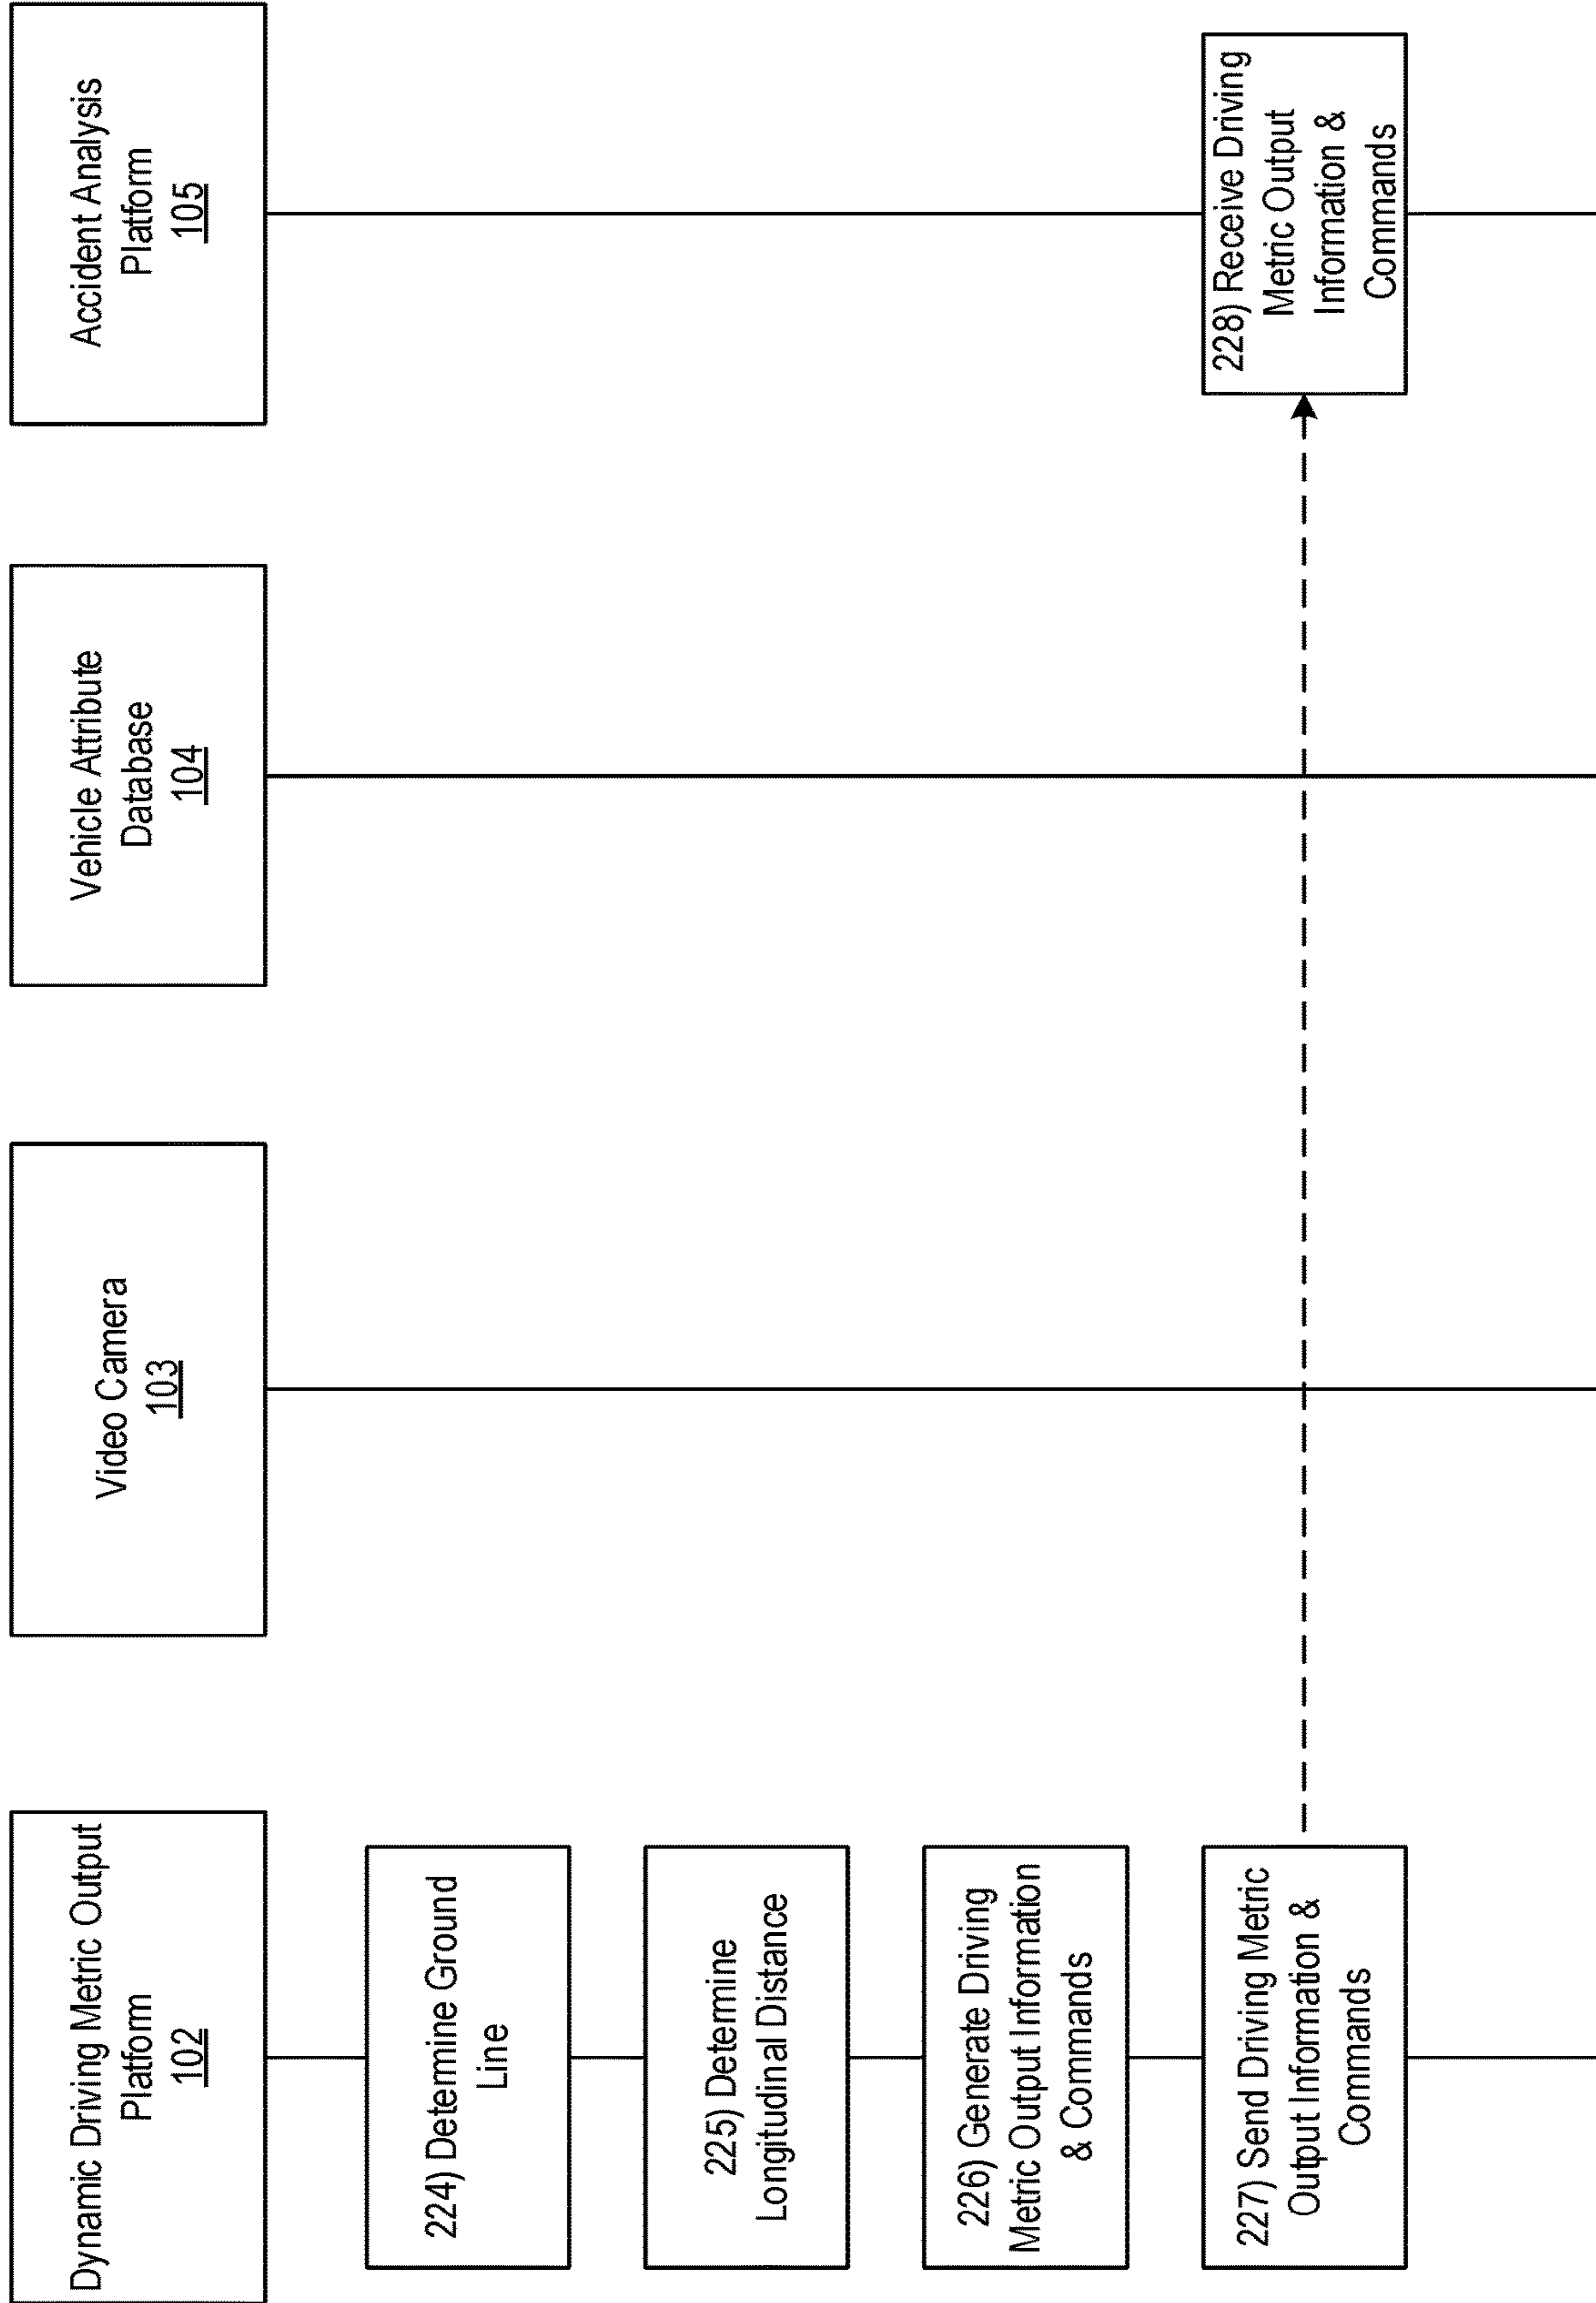 Dynamic Driving Metric Output
Platform
102
Video Camera
103
Vehicle Attribute
Database
104
Accident Analysis
Platform
105
224) Determine Ground
Line
225) Determine
Longitudinal Distance
226) Generate Driving
Metric Output Information
& Commands
227) Send Driving Metric
Output Information &
Commands
228) Receive Driving
Metric Output
Information &
Commands